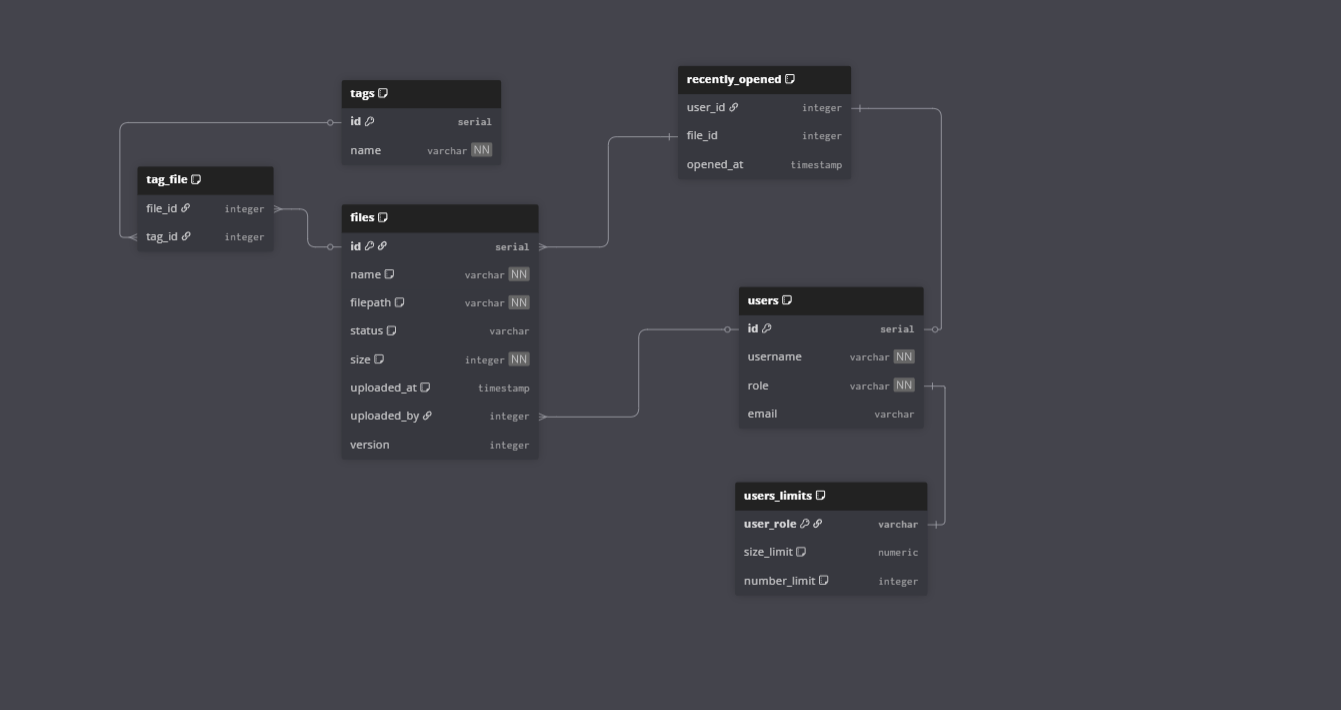 tags
id serial
name varchar NN
tag_file
file_id integer
tag_id integer
files
id serial
name varchar NN
filepath varchar NN
status varchar
size integer NN
uploaded_at timestamp
uploaded_by integer
version integer
recently_opened
user_id integer
file_id integer
opened_at timestamp
users
id serial
username varchar NN
role varchar NN
email varchar
users_limits
user_role varchar
size_limit numeric
number_limit integer